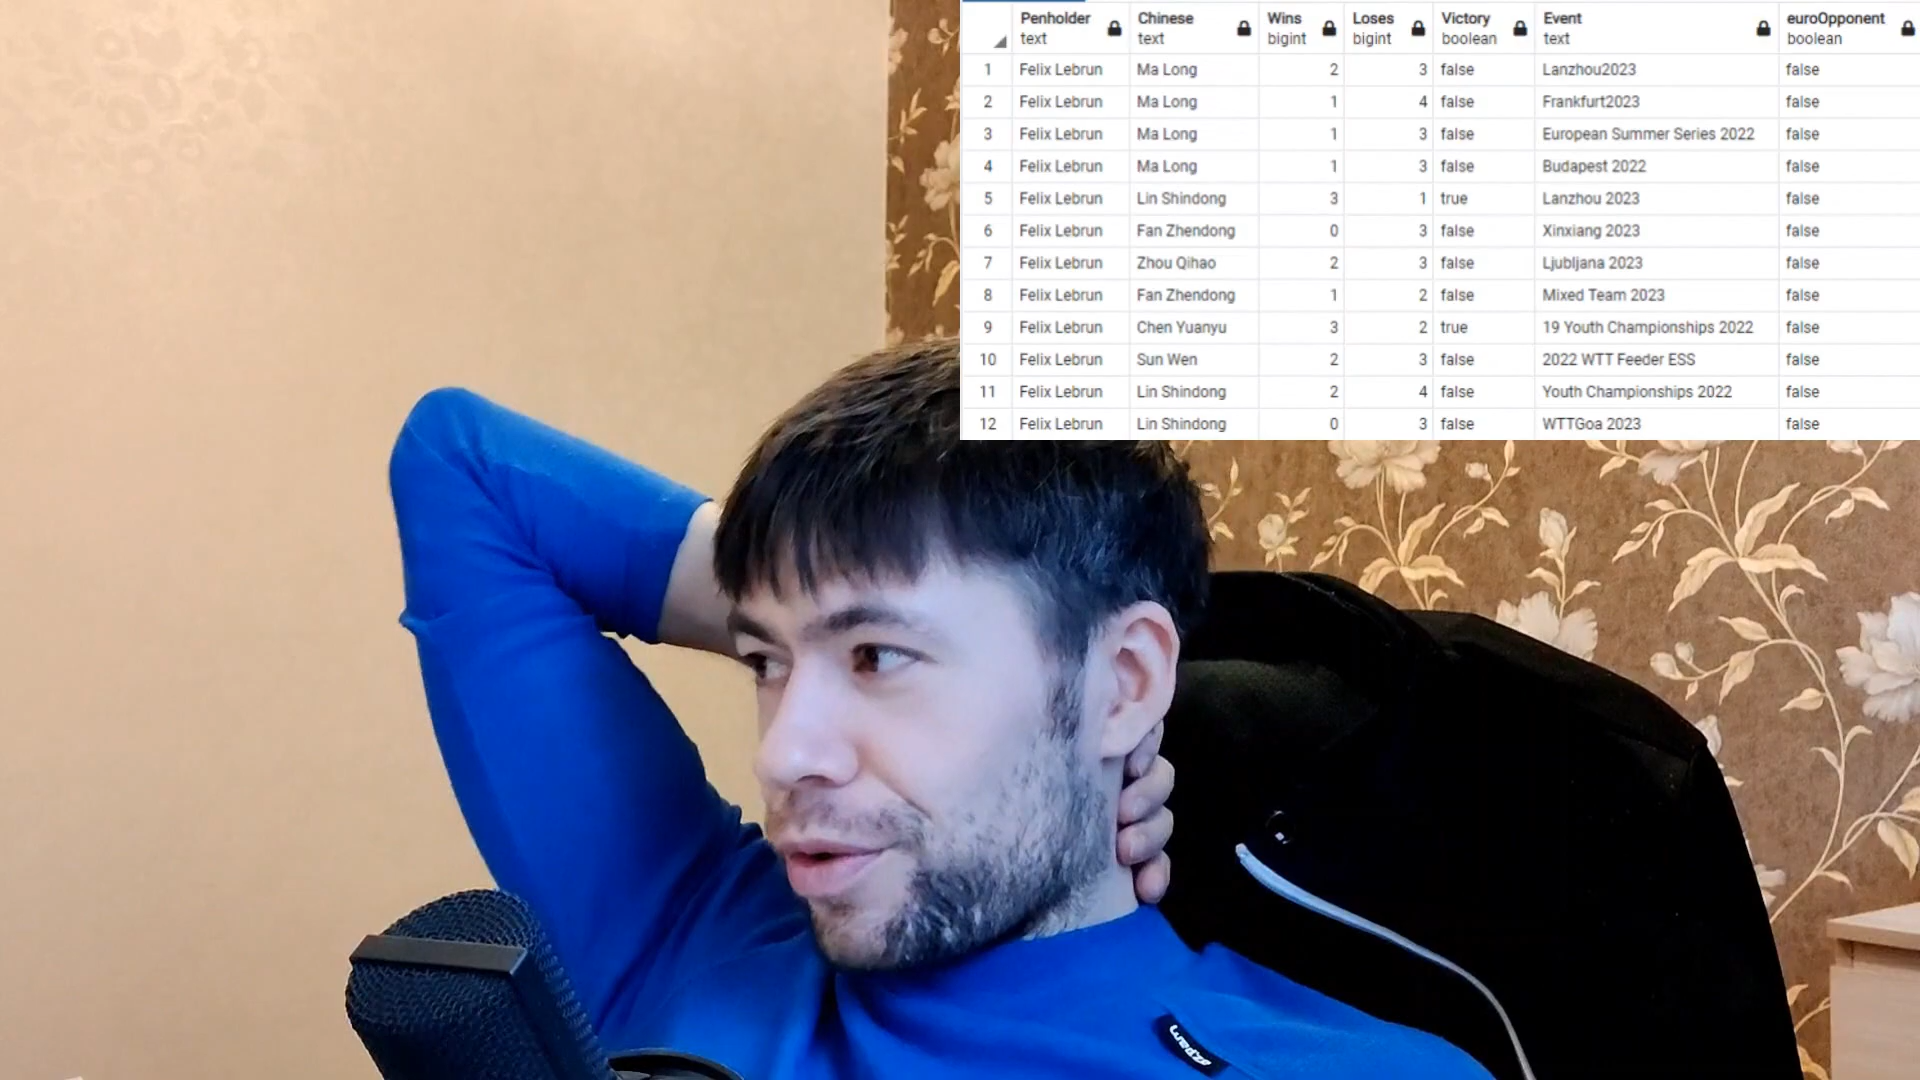 Penholder Chinese Wins Loses Victory Event euroOpponent
text text bigint bigint boolean text boolean
1 Felix Lebrun Ma Long 2 3 false Lanzhou2023 false
2 Felix Lebrun Ma Long 1 4 false Frankfurt2023 false
3 Felix Lebrun Ma Long 1 3 false European Summer Series 2022 false
4 Felix Lebrun Ma Long 1 3 false Budapest 2022 false
5 Felix Lebrun Lin Shindong 3 1 true Lanzhou 2023 false
6 Felix Lebrun Fan Zhendong 0 3 false Xinxiang 2023 false
7 Felix Lebrun Zhou Qihao 2 3 false Ljubljana 2023 false
8 Felix Lebrun Fan Zhendong 1 2 false Mixed Team 2023 false
9 Felix Lebrun Chen Yuanyu 3 2 true 19 Youth Championships 2022 false
10 Felix Lebrun Sun Wen 2 3 false 2022 WTT Feeder ESS false
11 Felix Lebrun Lin Shindong 2 4 false Youth Championships 2022 false
12 Felix Lebrun Lin Shindong 0 3 false WTTGoa 2023 false